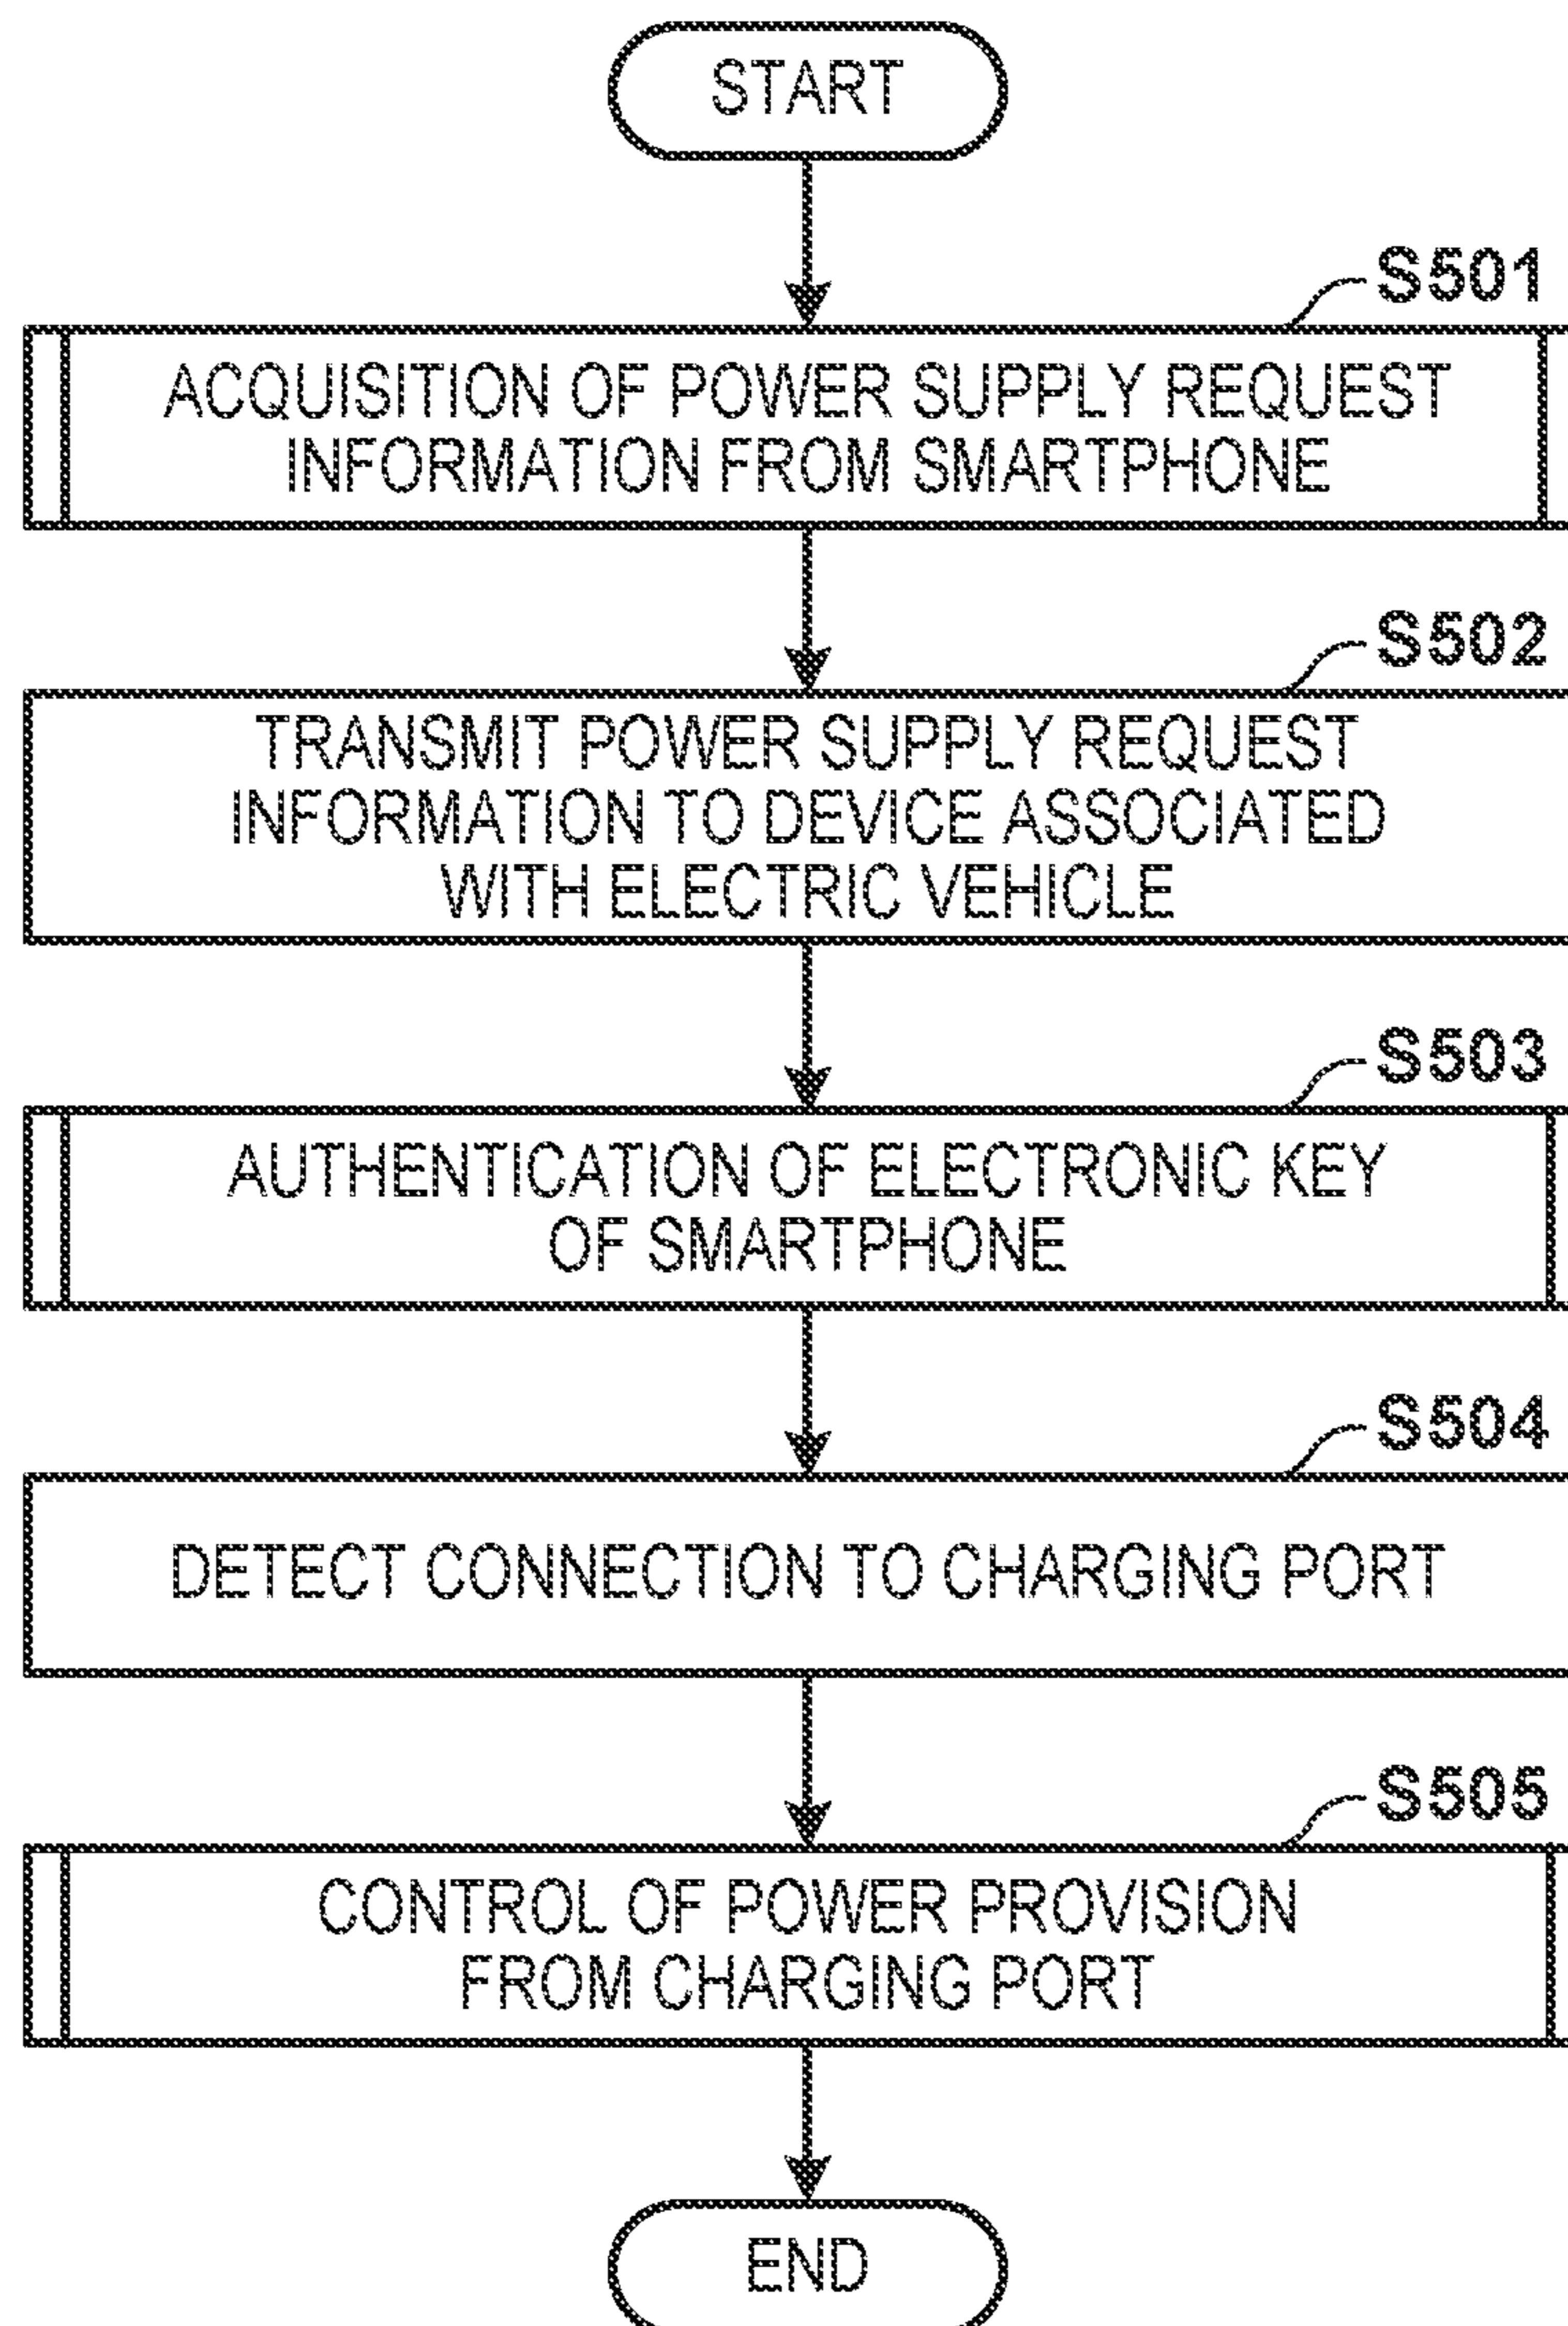 START
S501
ACQUISITION OF POWER SUPPLY REQUEST
INFORMATION FROM SMARTPHONE
S502
TRANSMIT POWER SUPPLY REQUEST
INFORMATION TO DEVICE ASSOCIATED
WITH ELECTRIC VEHICLE
S503
AUTHENTICATION OF ELECTRONIC KEY
OF SMARTPHONE
S504
DETECT CONNECTION TO CHARGING PORT
S505
CONTROL OF POWER PROVISION
FROM CHARGING PORT
END